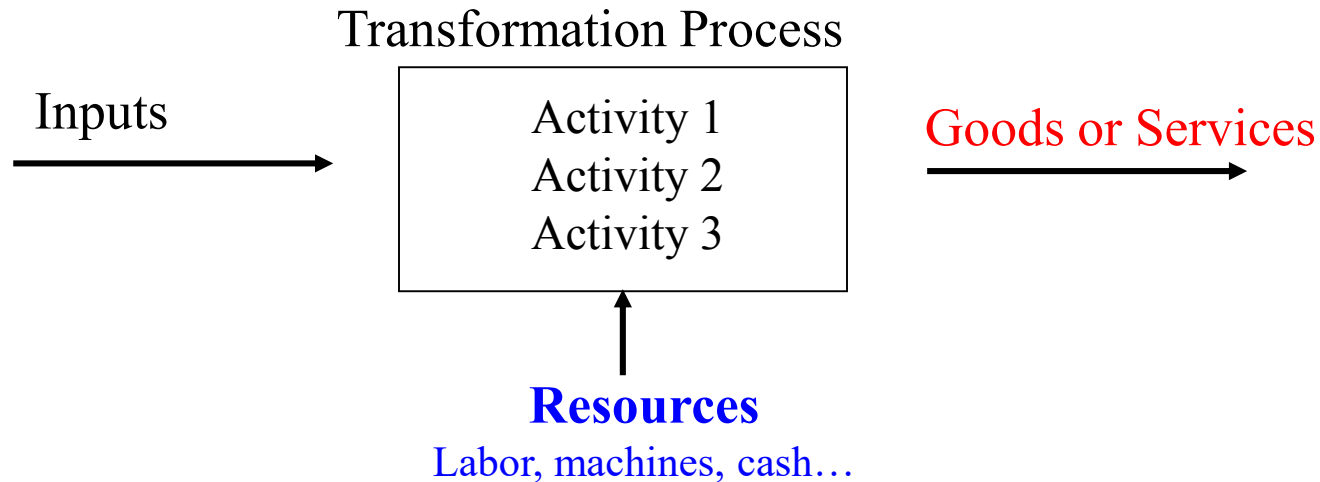 Transformation Process
Inputs
Activity 1
Activity 2
Activity 3
Goods or Services
Resources
Labor, machines, cash…